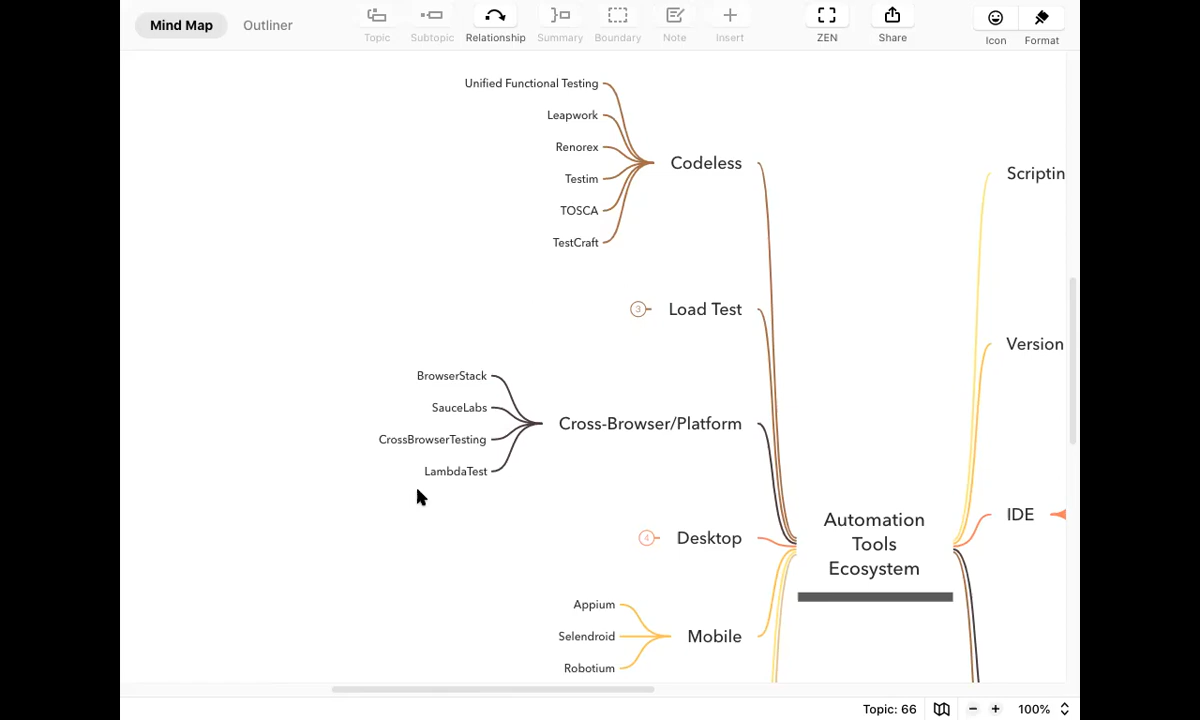 Mind Map
Outliner
Topic
Subtopic
Relationship
Summary
Boundary
Note
Insert
ZEN
Share
Icon
Format
Unified Functional Testing
Leapwork
Renorex
Testim
TOSCA
TestCraft
Codeless
3
Load Test
BrowserStack
SauceLabs
CrossBrowserTesting
LambdaTest
Cross-Browser/Platform
4
Desktop
Appium
Selendroid
Robotium
Mobile
Automation
Tools
Ecosystem
Scriptin
Version
IDE
Topic: 66
100%